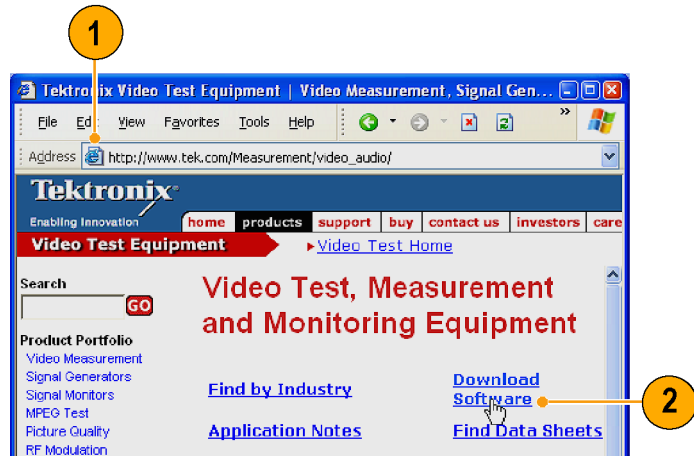 1
Tektronix Video Test Equipment | Video Measurement, Signal Gen...
File Edit View Favorites Tools Help »
Address http://www.tek.com/Measurement/video_audio/
Tektronix
Enabling Innovation
home products support buy contact us investors care
Video Test Equipment
Video Test Home
Search
GO
Video Test, Measurement
and Monitoring Equipment
Product Portfolio
Video Measurement
Signal Generators
Signal Monitors
MPEG Test
Picture Quality
RF Modulation
Find by Industry
Download
Software
2
Application Notes
Find Data Sheets